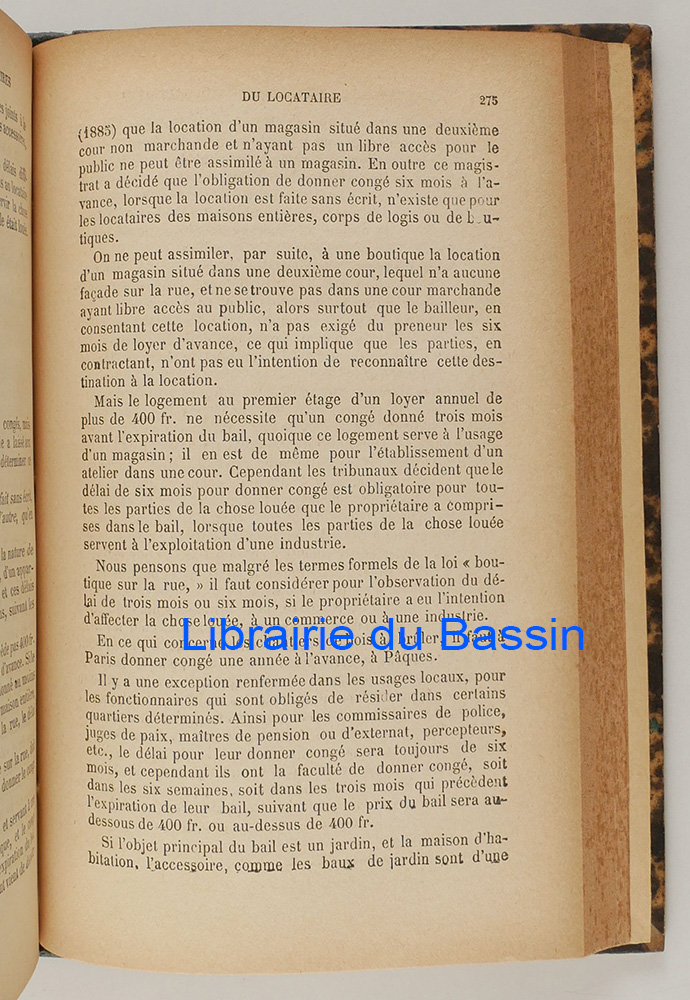 DU LOCATAIRE 275
(1885) que la location d'un magasin situé dans une deuxième
cour non marchande et n'ayant pas un libre accès pour le
public ne peut être assimilé à un magasin. En outre ce magis-
trat a décidé que l'obligation de donner congé six mois à l'a-
vance, lorsque la location est faite sans écrit, n'existe que pour
les locataires des maisons entières, corps de logis ou de bou-
tiques.
On ne peut assimiler, par suite, à une boutique la location
d'un magasin situé dans une deuxième cour, lequel n'a aucune
façade sur la rue, et ne se trouve pas dans une cour marchande
ayant libre accès au public, alors surtout que le bailleur, en
consentant cette location, n'a pas exigé du preneur les six
mois de loyer d'avance, ce qui implique que les parties, en
contractant, n'ont pas eu l'intention de reconnaître cette des-
tination à la location.
Mais le logement au premier étage d'un loyer annuel de
plus de 400 fr. ne nécessite qu'un congé donné trois mois
avant l'expiration du bail, quoique ce logement serve à l'usage
d'un magasin ; il en est de même pour l'établissement d'un
atelier dans une cour. Cependant les tribunaux décident que le
délai de six mois pour donner congé est obligatoire pour tou-
tes les parties de la chose louée que le propriétaire a compri-
ses dans le bail, lorsque toutes les parties de la chose louée
servent à l'exploitation d'une industrie.
Nous pensons que malgré les termes formels de la loi « bou-
tique sur la rue, » il faut considérer pour l'observation du dé-
lai de trois mois ou six mois, si le propriétaire a eu l'intention
d'affecter la chose louée, à un commerce ou à une industrie.
En ce qui concerne les chantiers de bois à brûler il faut à
Librairie du Bassin
Paris donner congé une année à l'avance, à Pâques.
Il y a une exception renfermée dans les usages locaux, pour
les fonctionnaires qui sont obligés de résider dans certains
quartiers déterminés. Ainsi pour les commissaires de police,
juges de paix, maîtres de pension ou d'externat, percepteurs,
etc., le délai pour leur donner congé sera toujours de six
mois, et cependant ils ont la faculté de donner congé, soit
dans les six semaines, soit dans les trois mois qui précèdent
l'expiration de leur bail, suivant que le prix du bail sera au-
dessous de 400 fr. ou au-dessus de 400 fr.
Si l'objet principal du bail est un jardin, et la maison d'ha-
bitation, l'accessoire, comme les baux de jardin sont d'une